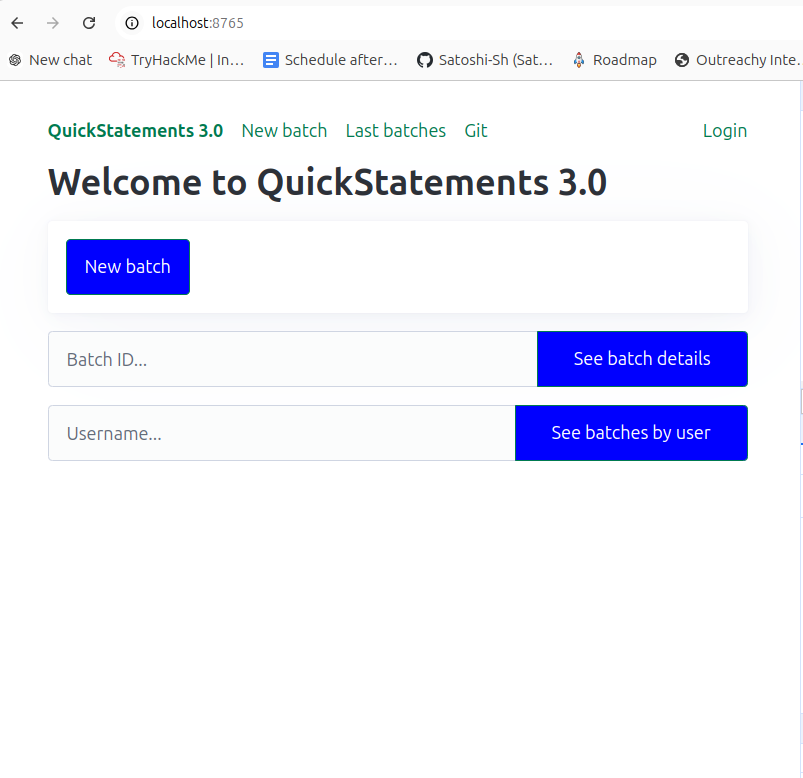 localhost:8765
New chat TryHackMe | In... Schedule after... Satoshi-Sh (Sat... Roadmap Outreachy Inte...
QuickStatements 3.0 New batch Last batches Git Login
Welcome to QuickStatements 3.0
New batch
Batch ID... See batch details
Username... See batches by user